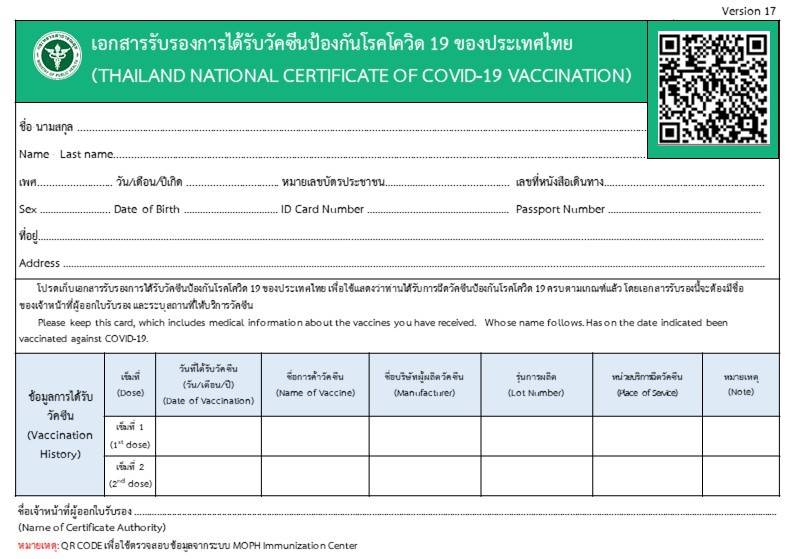 Version 17
เอกสารรับรองการได้รับวัคซีนป้องกันโรคโควิด 19 ของประเทศไทย
(THAILAND NATIONAL CERTIFICATE OF COVID-19 VACCINATION)
ชื่อ นามสกุล
Name Last name
เพศ วัน/เดือน/ปีเกิด หมายเลขบัตรประชาชน เลขที่หนังสือเดินทาง
Sex Date of Birth ID Card Number Passport Number
ที่อยู่
Address
โปรดเก็บเอกสารรับรองการได้รับวัคซีนป้องกันโรคโควิด 19 ของประเทศไทย เพื่อใช้แสดงว่าท่านได้รับการฉีดวัคซีนป้องกันโรคโควิด 19 ครบตามเกณฑ์แล้ว โดยเอกสารรับรองนี้จะต้องมีชื่อ
ของเจ้าหน้าที่ผู้ออกใบรับรอง และระบุสถานที่ให้บริการวัคซีน
Please keep this card, which includes medical information about the vaccines you have received. Whose name follows. Has on the date indicated been
vaccinated against COVID-19.
ข้อมูลการได้รับ
วัคซีน
(Vaccination
History)
เข็มที่
(Dose)
วันที่ได้รับวัคซีน
(วัน/เดือน/ปี)
(Date of Vaccination)
ชื่อการค้าวัคซีน
(Name of Vaccine)
ชื่อบริษัทผู้ผลิตวัคซีน
(Manufacturer)
รุ่นการผลิต
(Lot Number)
หน่วยบริการฉีดวัคซีน
(Place of Service)
หมายเหตุ
(Note)
เข็มที่ 1
(1st dose)
เข็มที่ 2
(2nd dose)
ชื่อเจ้าหน้าที่ผู้ออกใบรับรอง
(Name of Certificate Authority)
หมายเหตุ: QR CODE เพื่อใช้ตรวจสอบข้อมูลจากระบบ MOPH Immunization Center